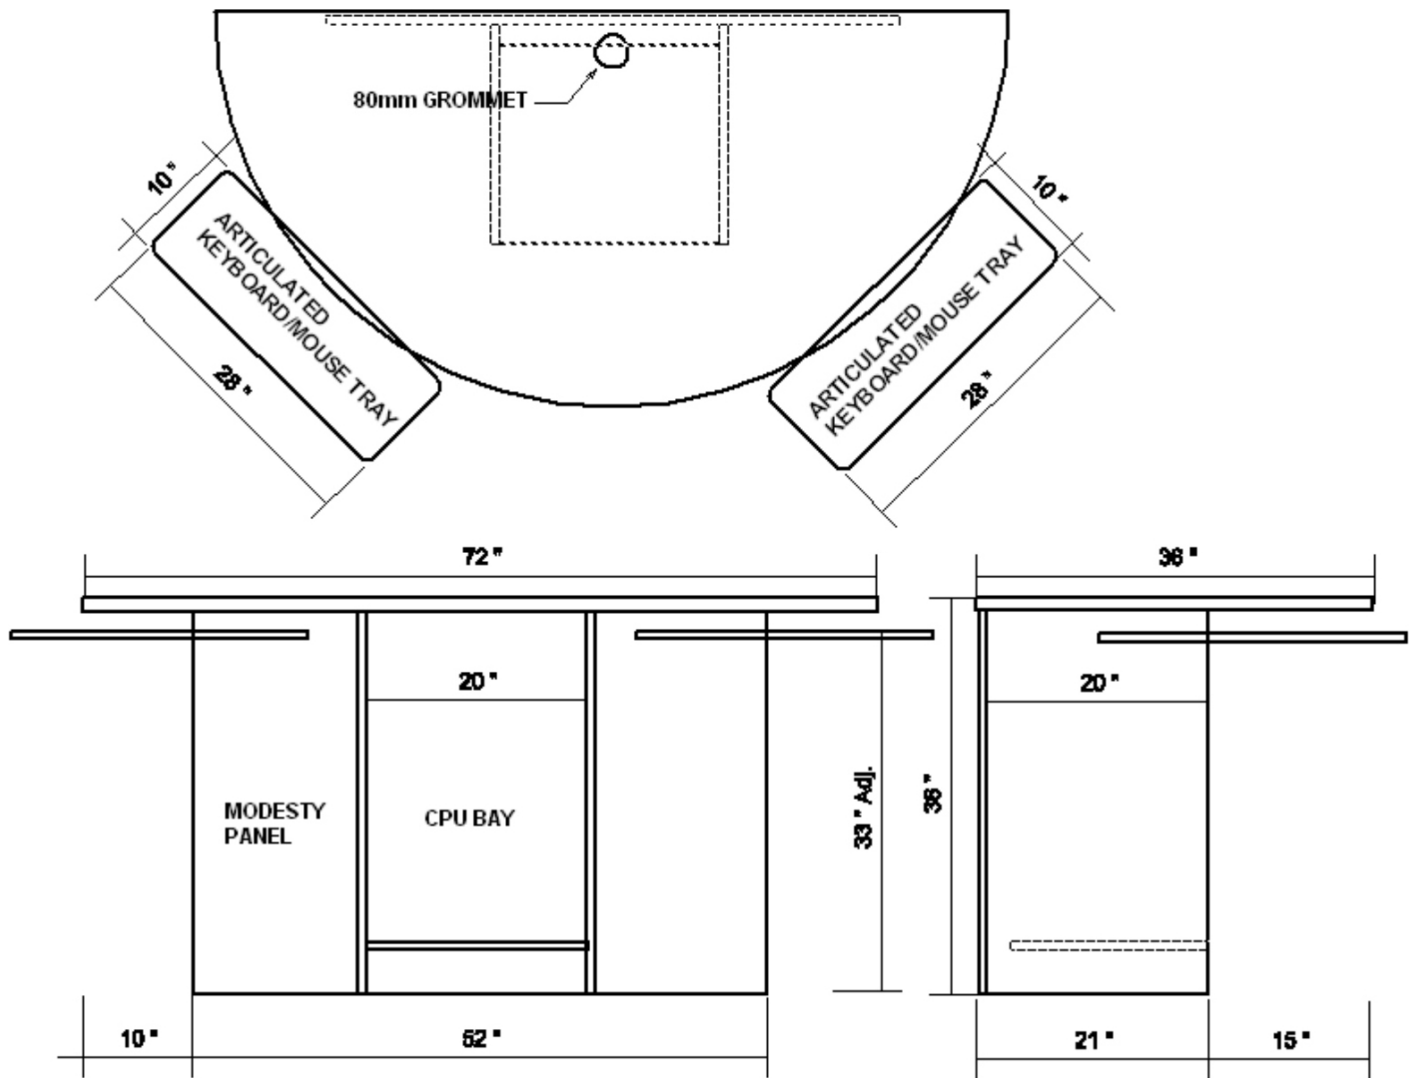 80mm GROMMET
10 "
10 "
ARTICULATED
KEYBOARD/MOUSE TRAY
ARTICULATED
KEYBOARD/MOUSE TRAY
28 "
28 "
72 "
36 "
20 "
20 "
33 " Adj.
36 "
MODESTY
PANEL
CPU BAY
10 "
52 "
21 "
15 "